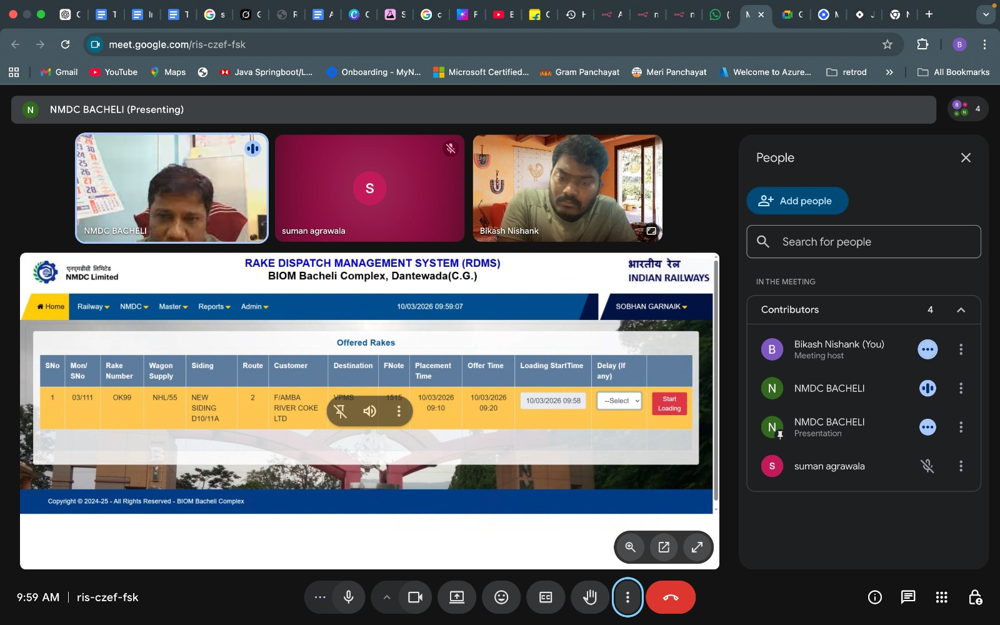 meet.google.com/ris-czef-fsk
Gmail YouTube Maps Java Springboot/L... Onboarding - MyN... Microsoft Certified... Gram Panchayat Meri Panchayat Welcome to Azure... retrod All Bookmarks
N NMDC BACHELI (Presenting)
4
NMDC BACHELI
S
suman agrawala
Bikash Nishank
एनएमडीसी लिमिटेड
NMDC Limited
RAKE DISPATCH MANAGEMENT SYSTEM (RDMS)
BIOM Bacheli Complex, Dantewada(C.G.)
भारतीय रेल
INDIAN RAILWAYS
Home Railway NMDC Master Reports Admin 10/03/2026 09:59:07 SOBHAN GARNAIK
Offered Rakes
SNo Mon/ SNo Rake Number Wagon Supply Siding Route Customer Destination FNote Placement Time Offer Time Loading StartTime Delay (If any)
1 03/111 OK99 NHL/55 NEW SIDING D10/11A 2 F/AMBA RIVER COKE LTD VPMS 1515 10/03/2026 09:10 10/03/2026 09:20 10/03/2026 09:58 --Select Start Loading
Copyright © 2024-25 - All Rights Reserved - BIOM Bacheli Complex
People
Add people
Search for people
IN THE MEETING
Contributors 4
B Bikash Nishank (You)
Meeting host
N NMDC BACHELI
N NMDC BACHELI
Presentation
S suman agrawala
9:59 AM | ris-czef-fsk